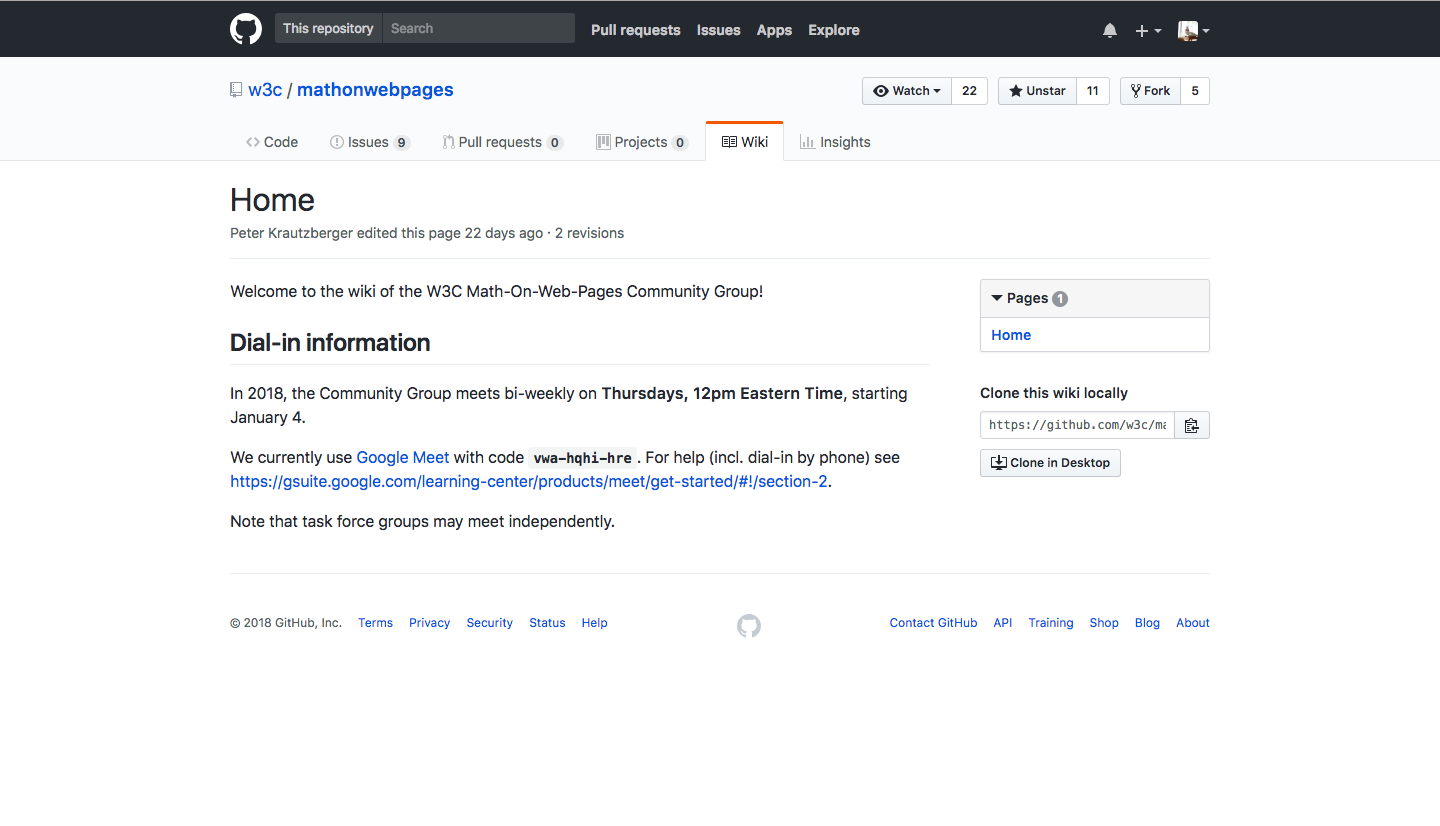 This repository Search Pull requests Issues Apps Explore
w3c / mathonwebpages Watch 22 Unstar 11 Fork 5
Code Issues 9 Pull requests 0 Projects 0 Wiki Insights
Home
Peter Krautzberger edited this page 22 days ago · 2 revisions
Welcome to the wiki of the W3C Math-On-Web-Pages Community Group!
Dial-in information
In 2018, the Community Group meets bi-weekly on Thursdays, 12pm Eastern Time, starting
January 4.
We currently use Google Meet with code vwa-hqhi-hre. For help (incl. dial-in by phone) see
https://gsuite.google.com/learning-center/products/meet/get-started/#!/section-2.
Note that task force groups may meet independently.
Pages 1
Home
Clone this wiki locally
https://github.com/w3c/ma
Clone in Desktop
© 2018 GitHub, Inc. Terms Privacy Security Status Help Contact GitHub API Training Shop Blog About